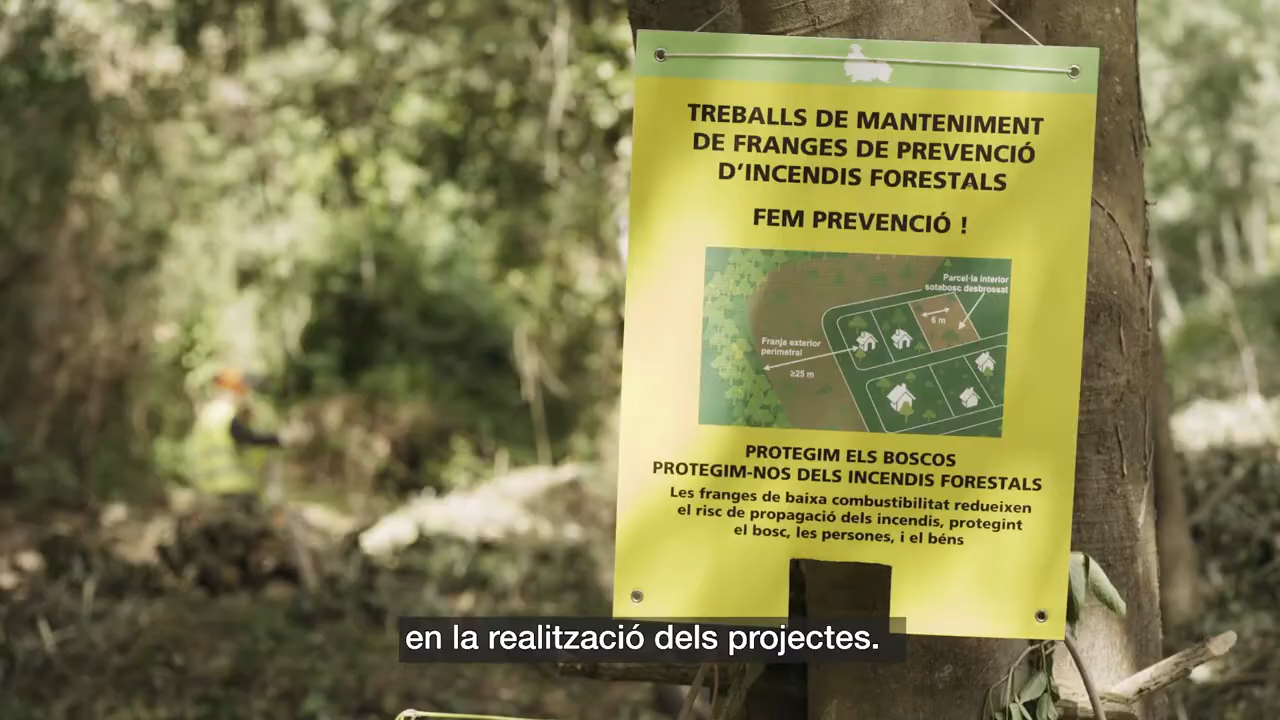 TREBALLS DE MANTENIMENT
DE FRANGES DE PREVENCIÓ
D'INCENDIS FORESTALS
FEM PREVENCIÓ !
Parcel·la interior
sotabosc desbrossat
6 m
Franja exterior
perimetral
≥25 m
PROTEGIM ELS BOSCOS
PROTEGIM-NOS DELS INCENDIS FORESTALS
Les franges de baixa combustibilitat redueixen
el risc de propagació dels incendis, protegint
el bosc, les persones, i el béns
en la realització dels projectes.